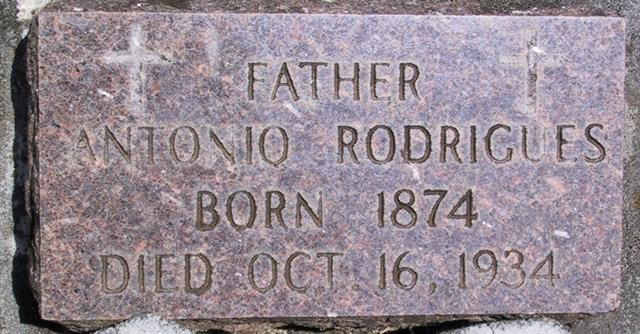 FATHER
ANTONIO RODRIGUES
BORN 1874
DIED OCT. 16, 1934